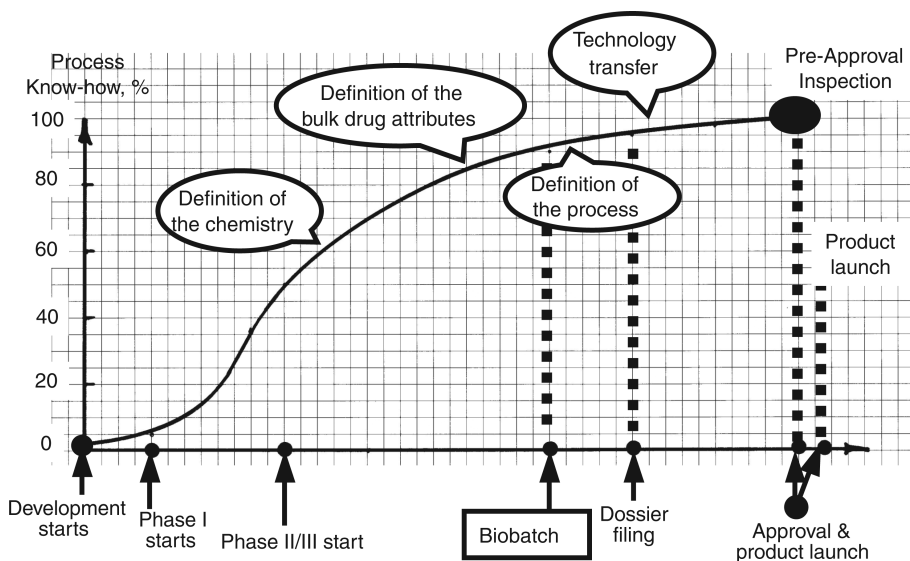 Process
Know-how, %
100
80
60
40
20
0
Definition of
the chemistry
Definition of the
bulk drug attributes
Technology
transfer
Definition of
the process
Pre-Approval
Inspection
Product
launch
Development
starts
Phase I
starts
Phase II/III start
Biobatch
Dossier
filing
Approval &
product launch